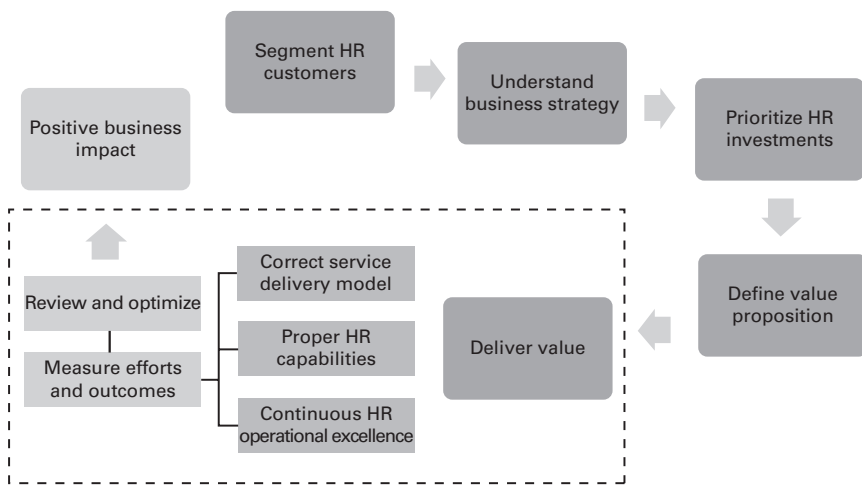 Segment HR
customers
Understand
business strategy
Prioritize HR
investments
Positive business
impact
Define value
proposition
Deliver value
Correct service
delivery model
Proper HR
capabilities
Continuous HR
operational excellence
Review and optimize
Measure efforts
and outcomes